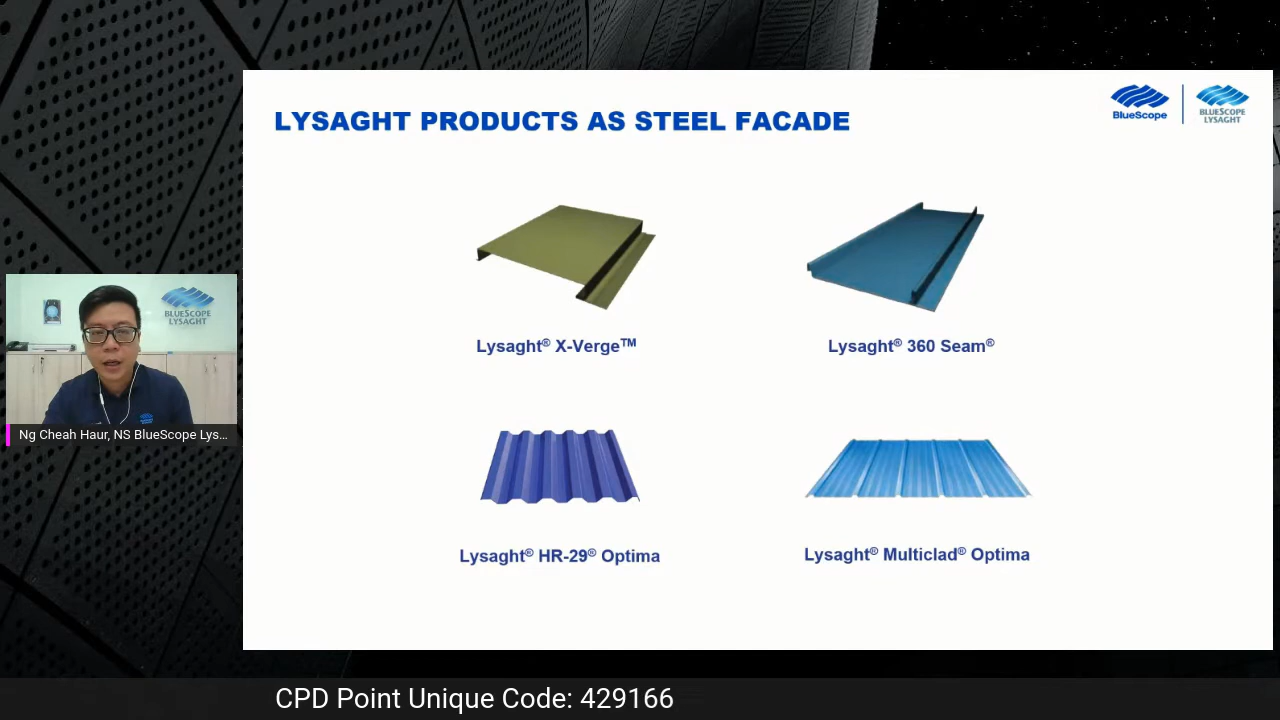 LYSAGHT PRODUCTS AS STEEL FACADE
BlueScope
BLUESCOPE
LYSAGHT
Lysaght® X-Verge™
Lysaght® 360 Seam®
BLUESCOPE
LYSAGHT
Ng Cheah Haur, NS BlueScope Lys...
Lysaght® HR-29® Optima
Lysaght® Multiclad® Optima
CPD Point Unique Code: 429166